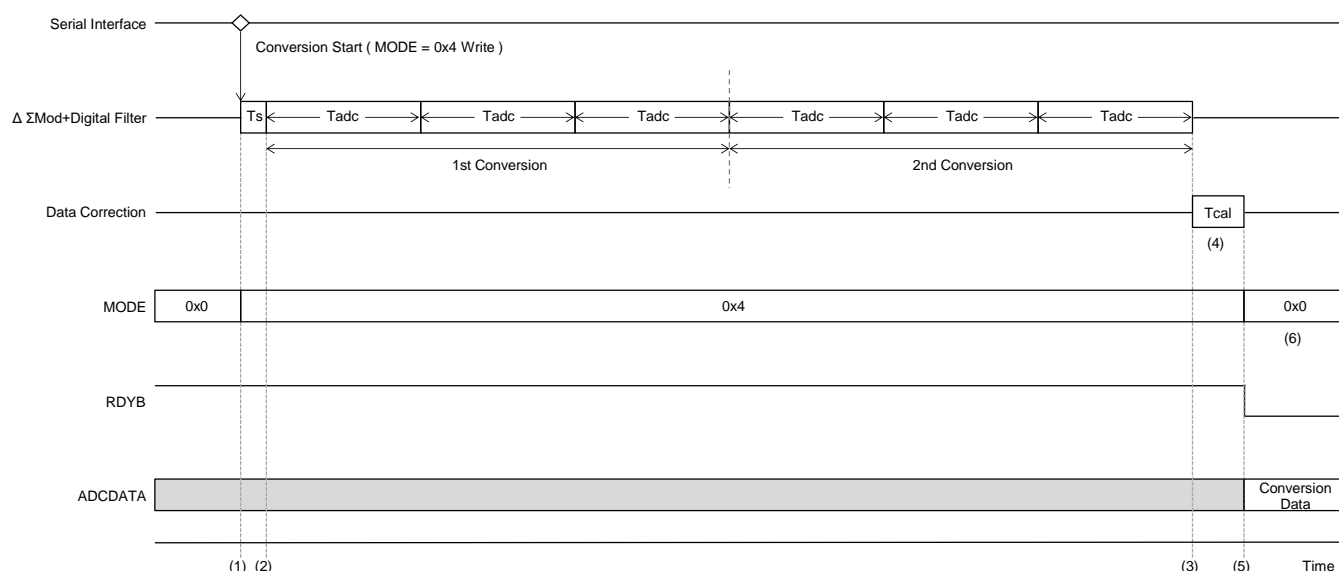 Serial Interface
Conversion Start ( MODE = 0x4 Write )
Δ ΣMod+Digital Filter
Ts Tadc Tadc Tadc Tadc Tadc Tadc
1st Conversion 2nd Conversion
Data Correction
Tcal
(4)
MODE 0x0 0x4 0x0
(6)
RDYB
ADCDATA
Conversion
Data
(1) (2) (3) (5) Time